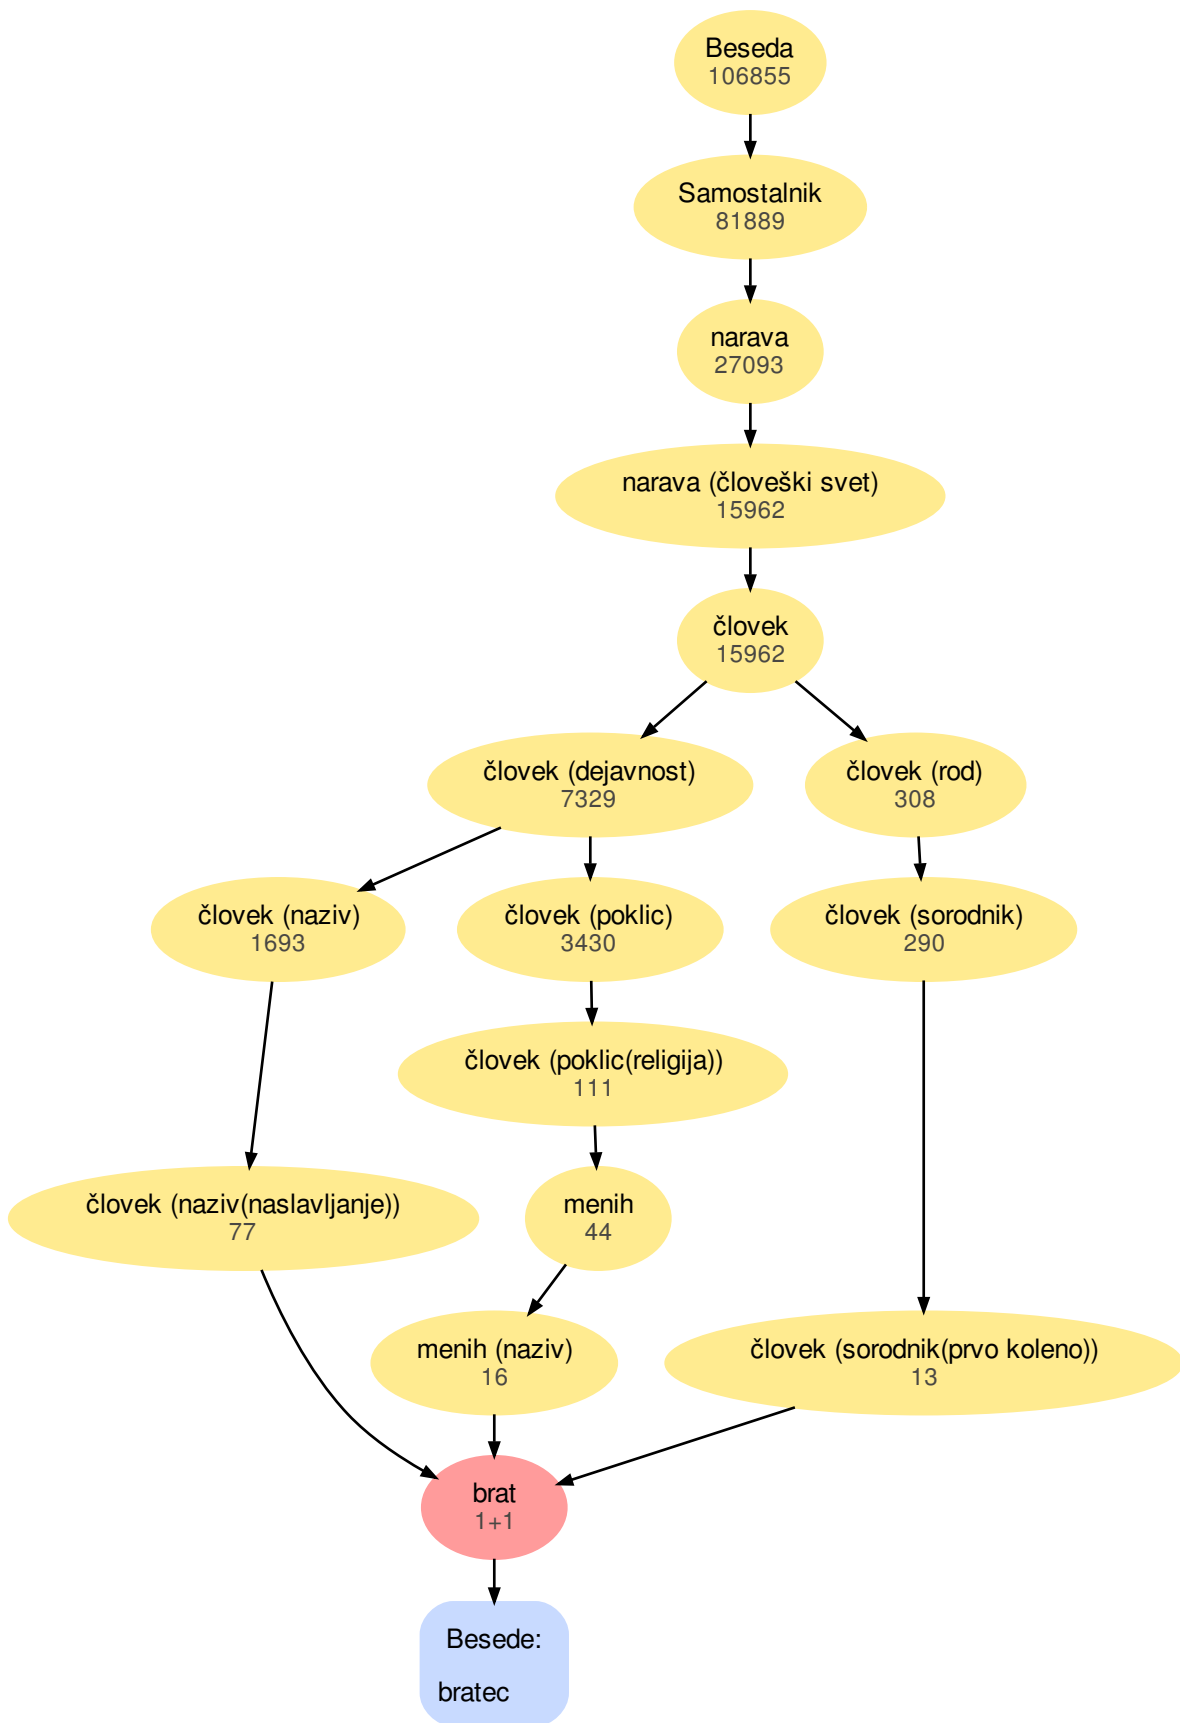 Beseda
106855
Samostalnik
81889
narava
27093
narava (človeški svet)
15962
človek
15962
človek (dejavnost)
7329
človek (rod)
308
človek (naziv)
1693
človek (poklic)
3430
človek (sorodnik)
290
človek (poklic(religija))
111
človek (naziv(naslavljanje))
77
menih
44
menih (naziv)
16
človek (sorodnik(prvo koleno))
13
brat
1+1
Besede:
bratec